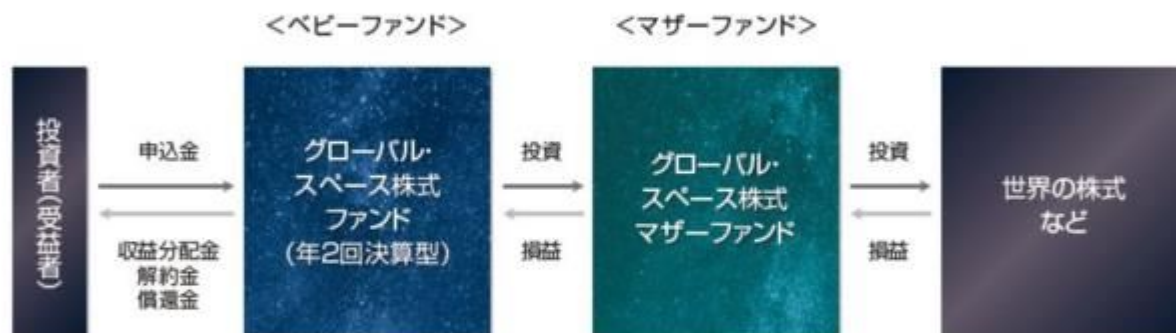 <ベビーファンド>
<マザーファンド>
投資者(受益者)
申込金
収益分配金
解約金
償還金
グローバル・
スペース株式
ファンド
(年2回決算型)
投資
損益
グローバル・
スペース株式
マザーファンド
投資
損益
世界の株式
など